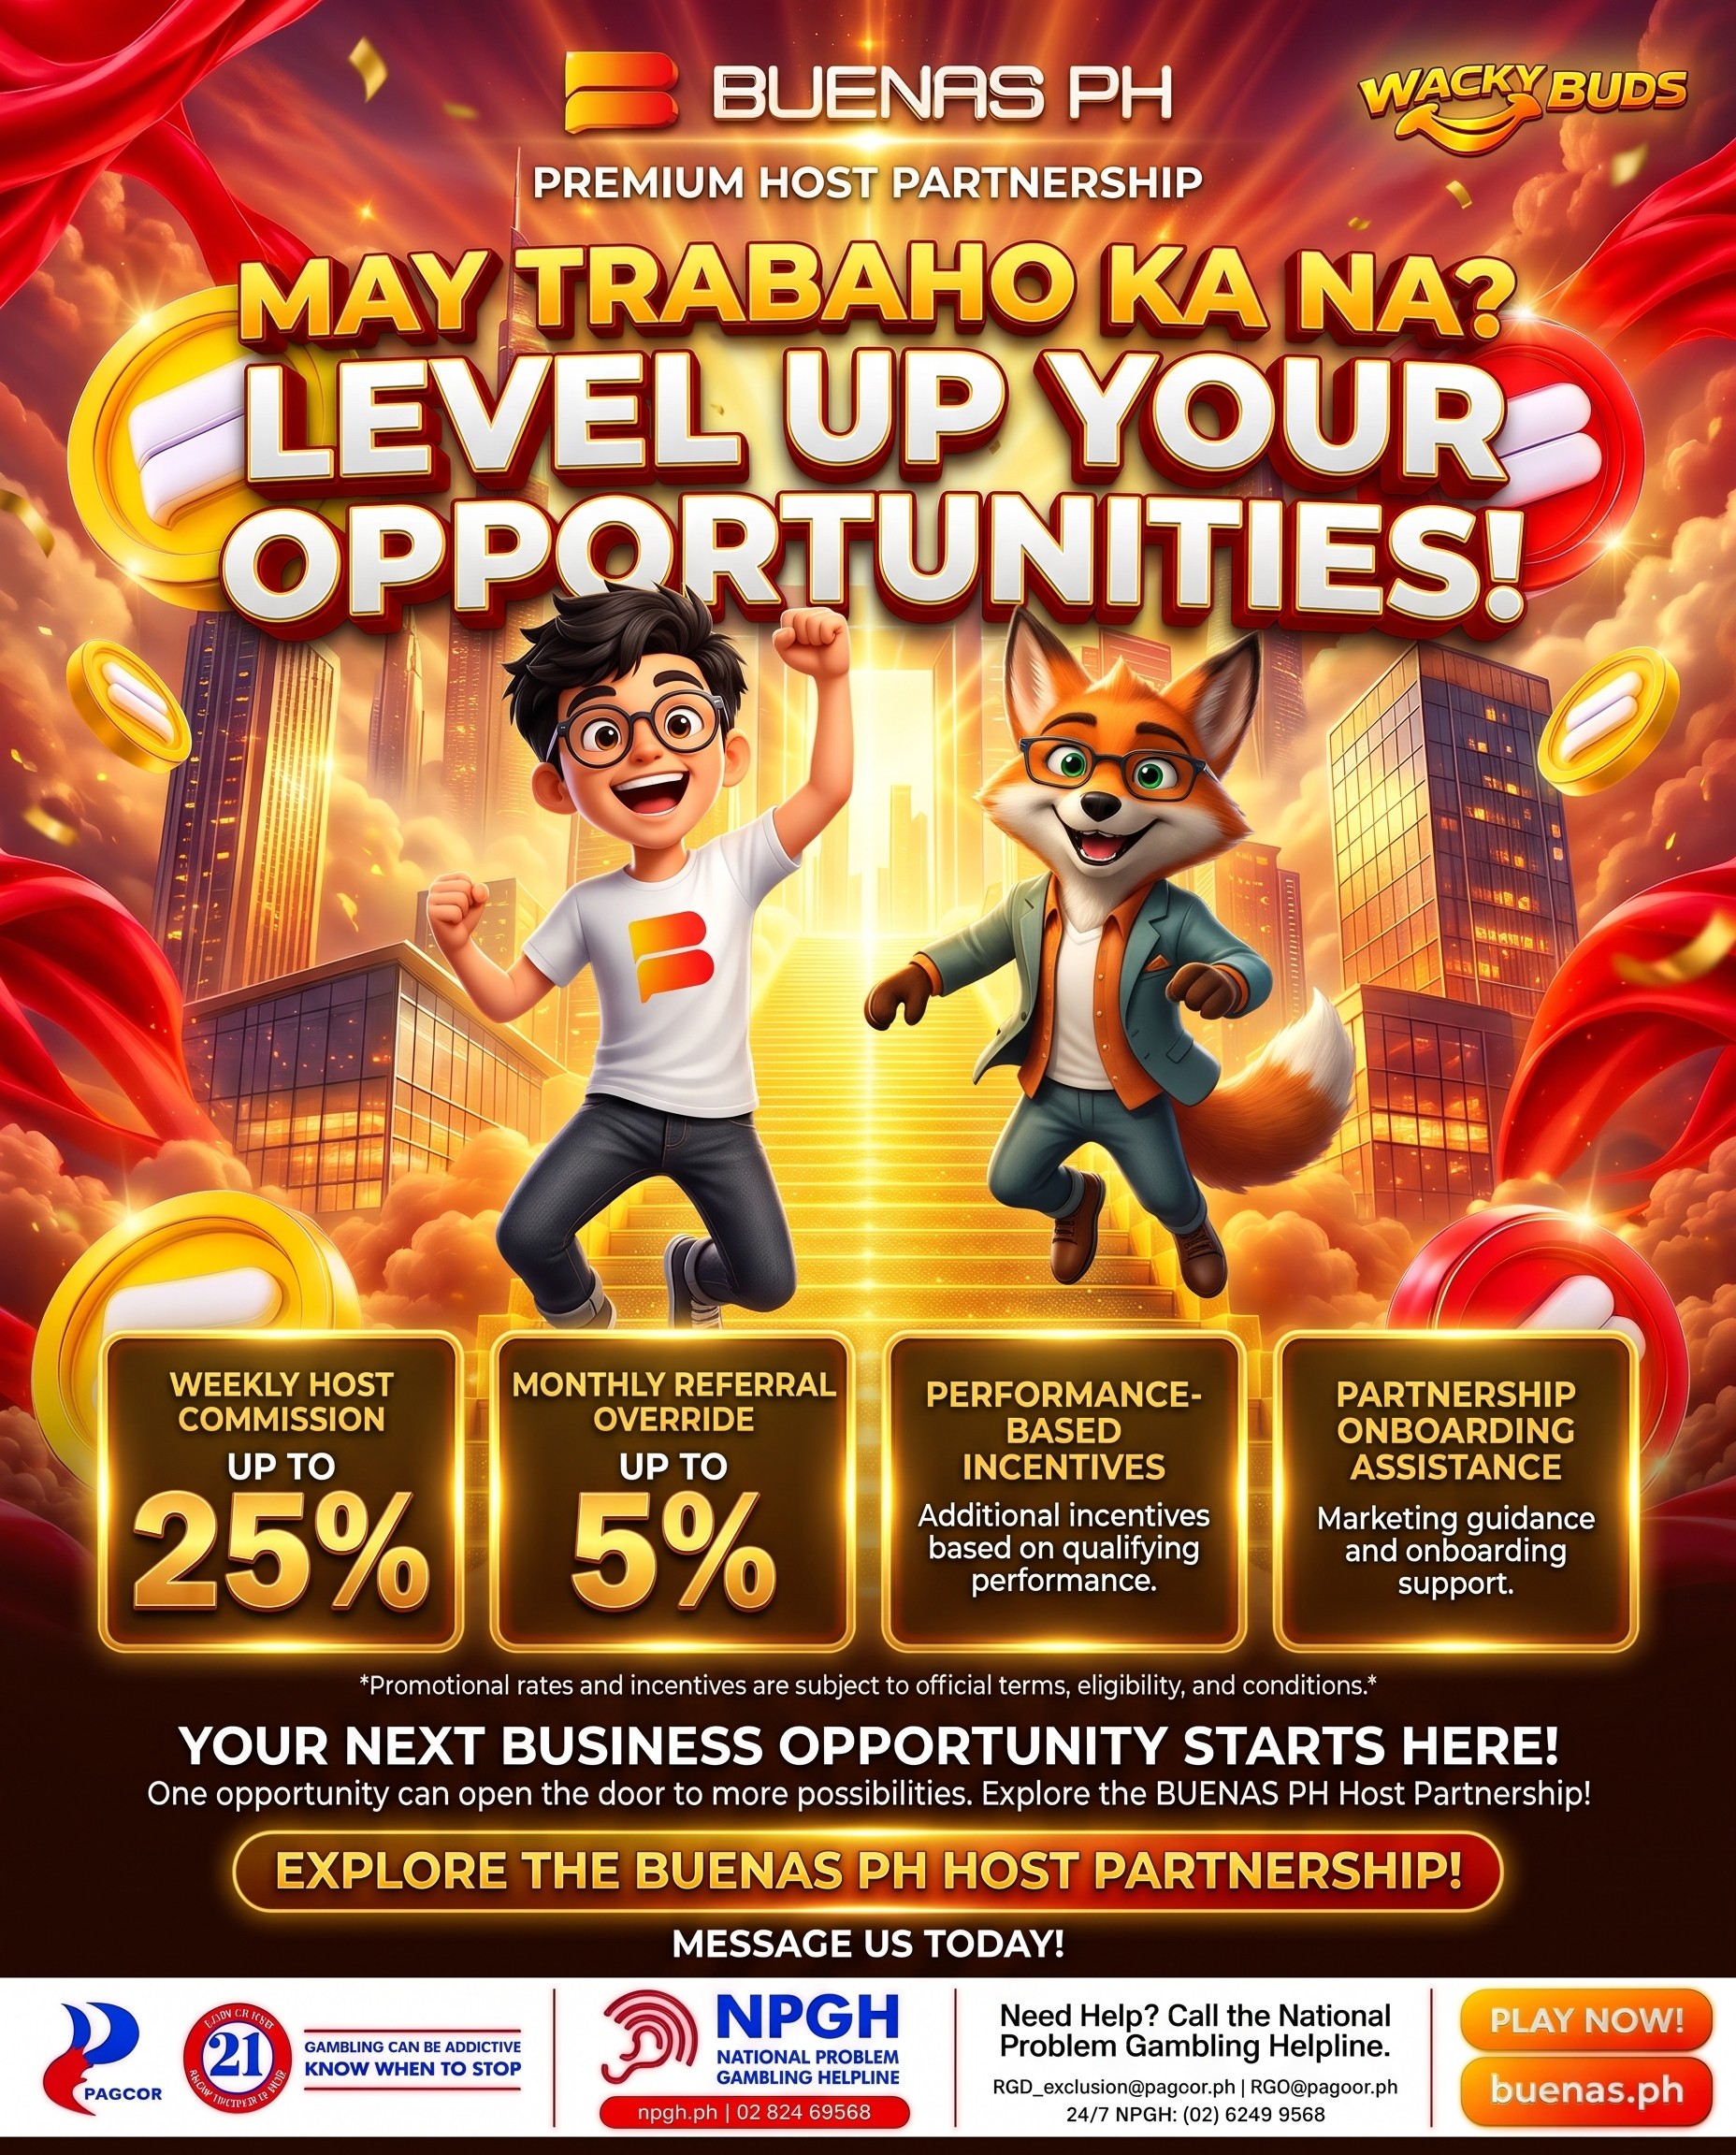 BUENAS PH
WACKY BUDS
PREMIUM HOST PARTNERSHIP
MAY TRABAHO KA NA?
LEVEL UP YOUR
OPPORTUNITIES!
WEEKLY HOST
COMMISSION
UP TO
25%
MONTHLY REFERRAL
OVERRIDE
UP TO
5%
PERFORMANCE-
BASED
INCENTIVES
Additional incentives
based on qualifying
performance.
PARTNERSHIP
ONBOARDING
ASSISTANCE
Marketing guidance
and onboarding
support.
*Promotional rates and incentives are subject to official terms, eligibility, and conditions.*
YOUR NEXT BUSINESS OPPORTUNITY STARTS HERE!
One opportunity can open the door to more possibilities. Explore the BUENAS PH Host Partnership!
EXPLORE THE BUENAS PH HOST PARTNERSHIP!
MESSAGE US TODAY!
PAGCOR
21
GAMBLING CAN BE ADDICTIVE
KNOW WHEN TO STOP
NPGH
NATIONAL PROBLEM
GAMBLING HELPLINE
npgh.ph | 02 824 69568
Need Help? Call the National
Problem Gambling Helpline.
RGD_exclusion@pagcor.ph | RGO@pagcor.ph
24/7 NPGH: (02) 6249 9568
PLAY NOW!
buenas.ph